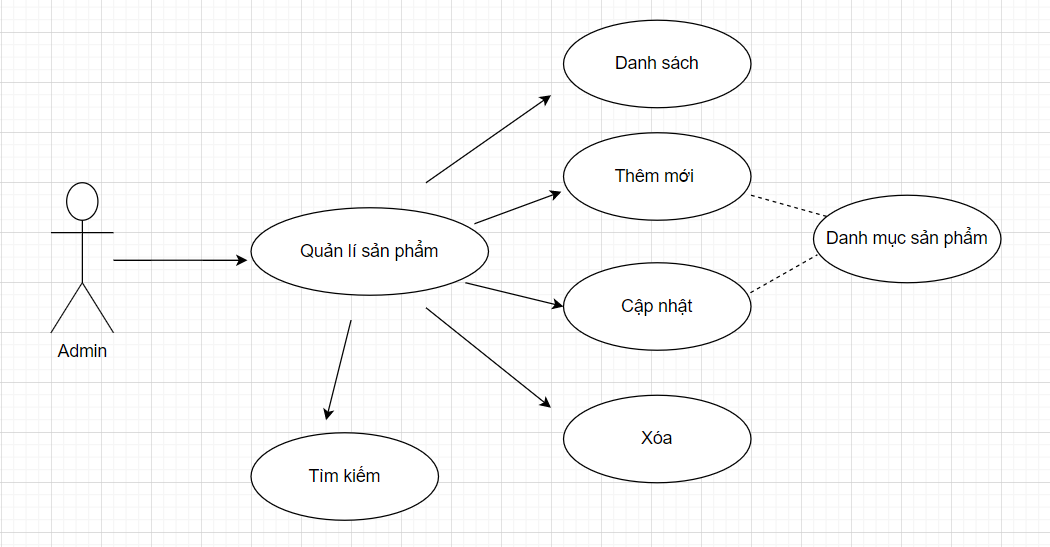 Danh sách
Thêm mới
Danh mục sản phẩm
Quản lí sản phẩm
Cập nhật
Admin
Xóa
Tìm kiếm